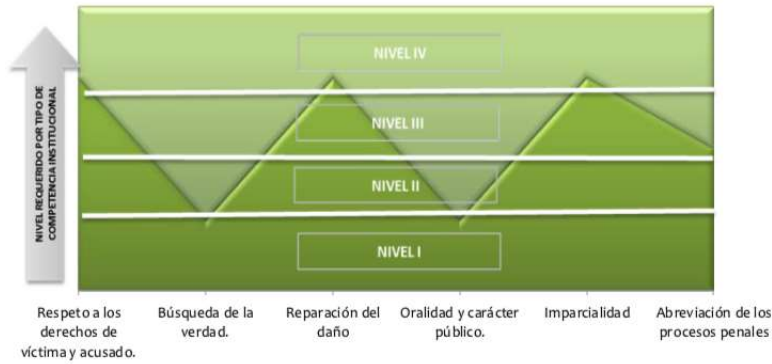 NIVEL REQUERIDO POR TIPO DE
COMPETENCIA INSTITUCIONAL
NIVEL IV
NIVEL III
NIVEL II
NIVEL I
Respeto a los
derechos de
víctima y acusado.
Búsqueda de la
verdad.
Reparación del
daño
Oralidad y carácter
público.
Imparcialidad
Abreviación de los
procesos penales